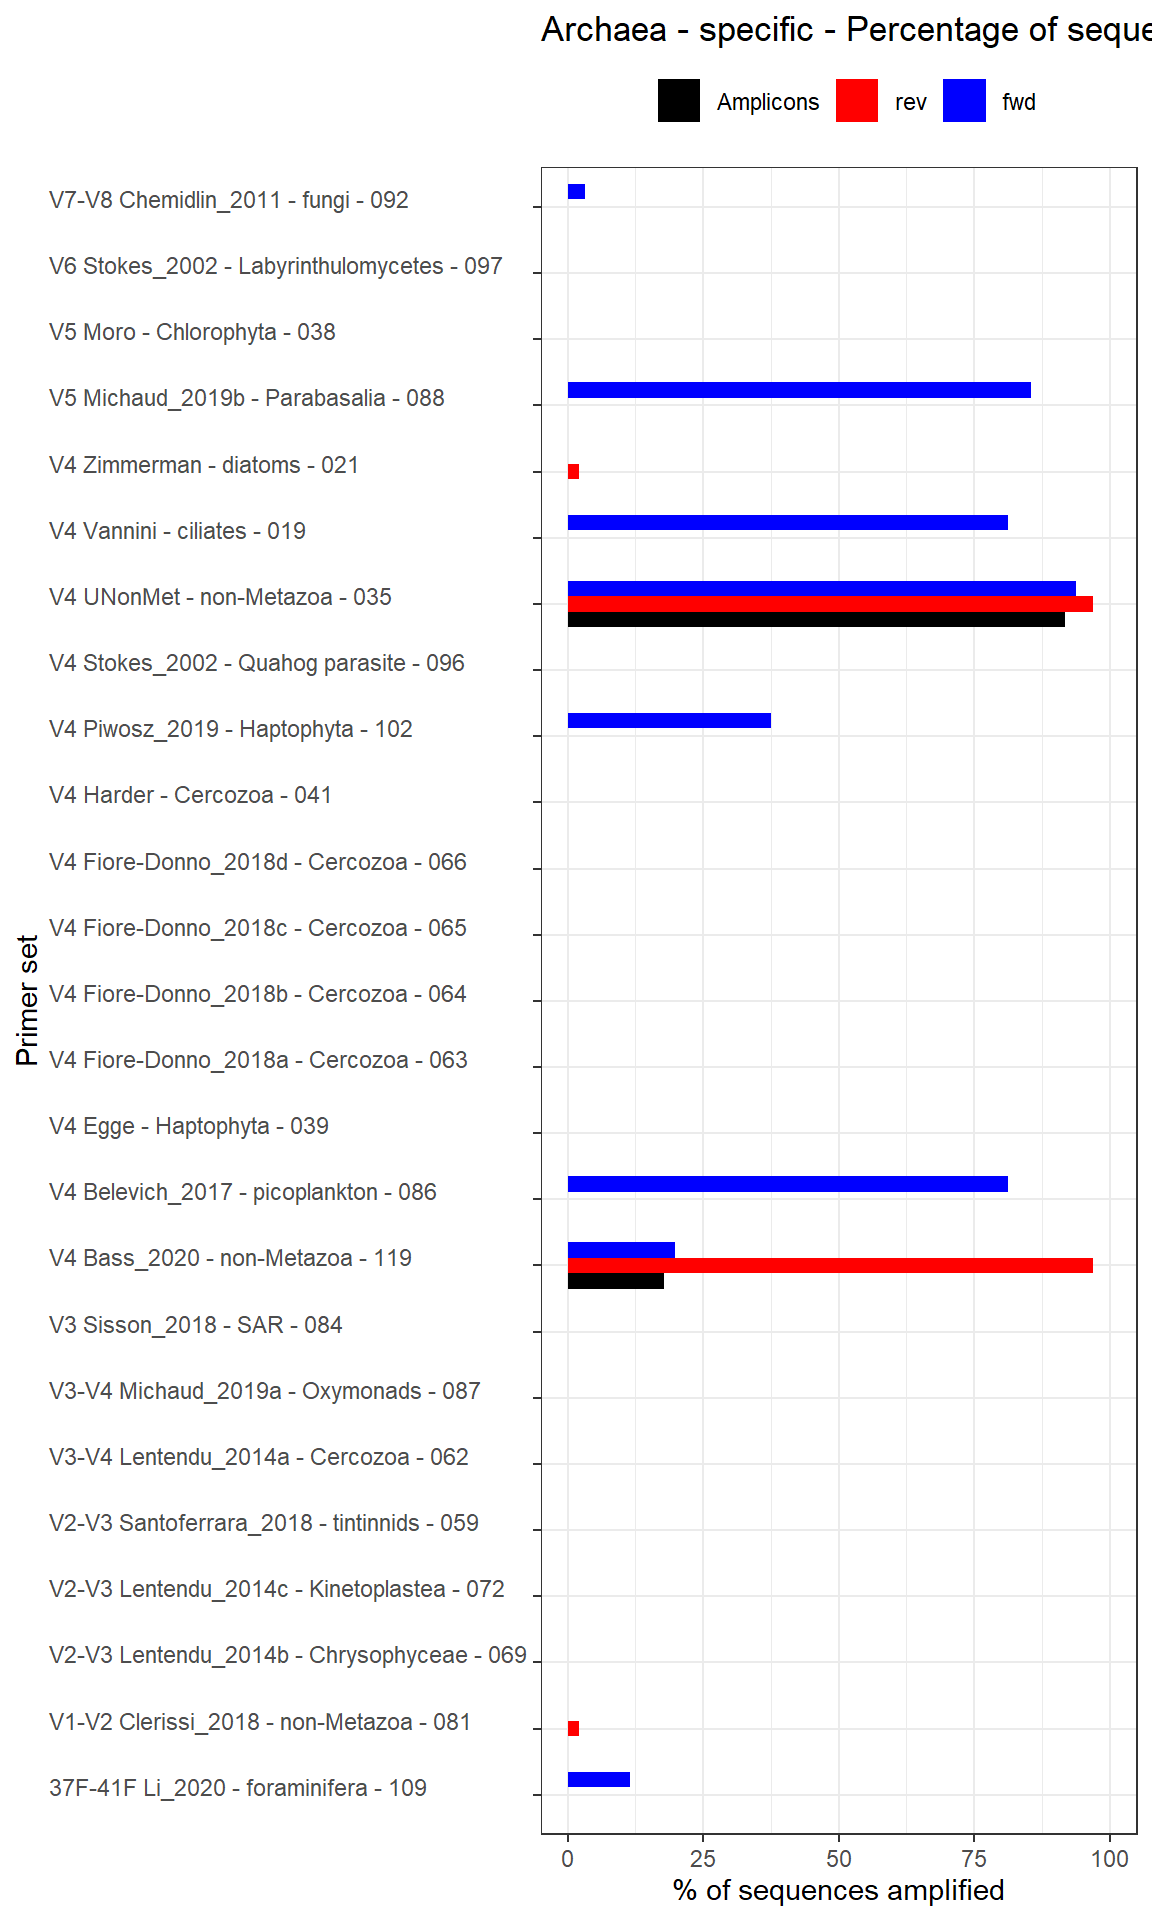 Archaea - specific - Percentage of seque
Amplicons rev fwd
V7-V8 Chemidlin_2011 - fungi - 092
V6 Stokes_2002 - Labyrinthulomycetes - 097
V5 Moro - Chlorophyta - 038
V5 Michaud_2019b - Parabasalia - 088
V4 Zimmerman - diatoms - 021
V4 Vannini - ciliates - 019
V4 UNonMet - non-Metazoa - 035
V4 Stokes_2002 - Quahog parasite - 096
V4 Piwosz_2019 - Haptophyta - 102
V4 Harder - Cercozoa - 041
V4 Fiore-Donno_2018d - Cercozoa - 066
V4 Fiore-Donno_2018c - Cercozoa - 065
V4 Fiore-Donno_2018b - Cercozoa - 064
V4 Fiore-Donno_2018a - Cercozoa - 063
V4 Egge - Haptophyta - 039
V4 Belevich_2017 - picoplankton - 086
V4 Bass_2020 - non-Metazoa - 119
V3 Sisson_2018 - SAR - 084
V3-V4 Michaud_2019a - Oxymonads - 087
V3-V4 Lentendu_2014a - Cercozoa - 062
V2-V3 Santoferrara_2018 - tintinnids - 059
V2-V3 Lentendu_2014c - Kinetoplastea - 072
V2-V3 Lentendu_2014b - Chrysophyceae - 069
V1-V2 Clerissi_2018 - non-Metazoa - 081
37F-41F Li_2020 - foraminifera - 109
Primer set
0 25 50 75 100
% of sequences amplified